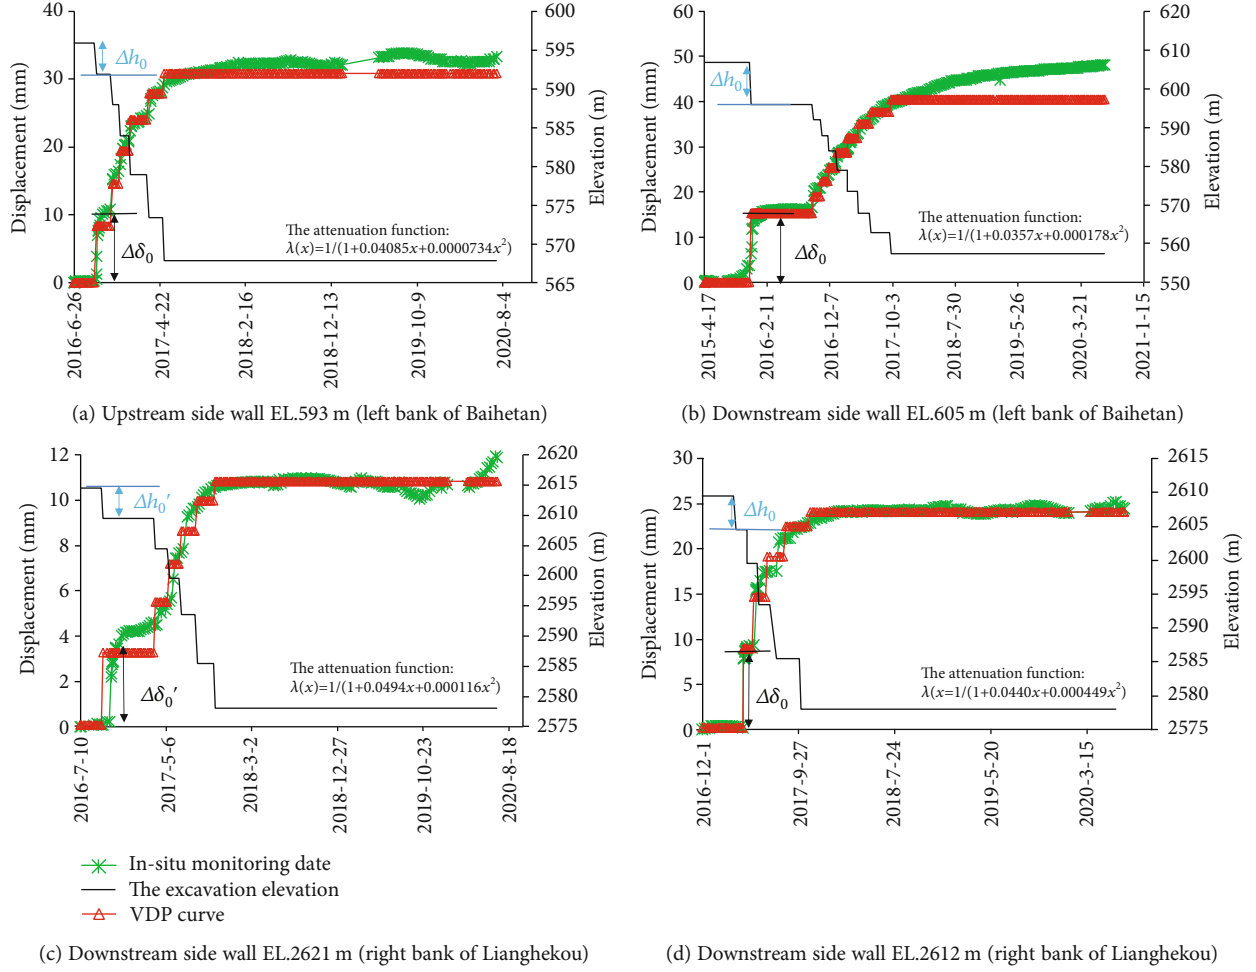 40
30
20
10
0
Displacement (mm)
600
595
590
585
580
575
570
565
Elevation (m)
Δh0
Δδ0
The attenuation function:
λ(x)=1/(1+0.04085x+0.0000734x²)
2016-6-26
2017-4-22
2018-2-16
2018-12-13
2019-10-9
2020-8-4
(a) Upstream side wall EL.593 m (left bank of Baihetan)
60
50
40
30
20
10
0
Displacement (mm)
620
610
600
590
580
570
560
550
Elevation (m)
Δh0
Δδ0
The attenuation function:
λ(x)=1/(1+0.0357x+0.000178x²)
2015-4-17
2016-2-11
2016-12-7
2017-10-3
2018-7-30
2019-5-26
2020-3-21
2021-1-15
(b) Downstream side wall EL.605 m (left bank of Baihetan)
12
10
8
6
4
2
0
Displacement (mm)
2620
2615
2610
2605
2600
2595
2590
2585
2580
2575
Elevation (m)
Δh0′
Δδ0′
The attenuation function:
λ(x)=1/(1+0.0494x+0.000116x²)
2016-7-10
2017-5-6
2018-3-2
2018-12-27
2019-10-23
2020-8-18
In-situ monitoring date
The excavation elevation
VDP curve
(c) Downstream side wall EL.2621 m (right bank of Lianghekou)
30
25
20
15
10
5
0
Displacement (mm)
2615
2610
2605
2600
2595
2590
2585
2580
2575
Elevation (m)
Δh0
Δδ0
The attenuation function:
λ(x=1/(1+0.0440x+0.000449x²)
2016-12-1
2017-9-27
2018-7-24
2019-5-20
2020-3-15
(d) Downstream side wall EL.2612 m (right bank of Lianghekou)